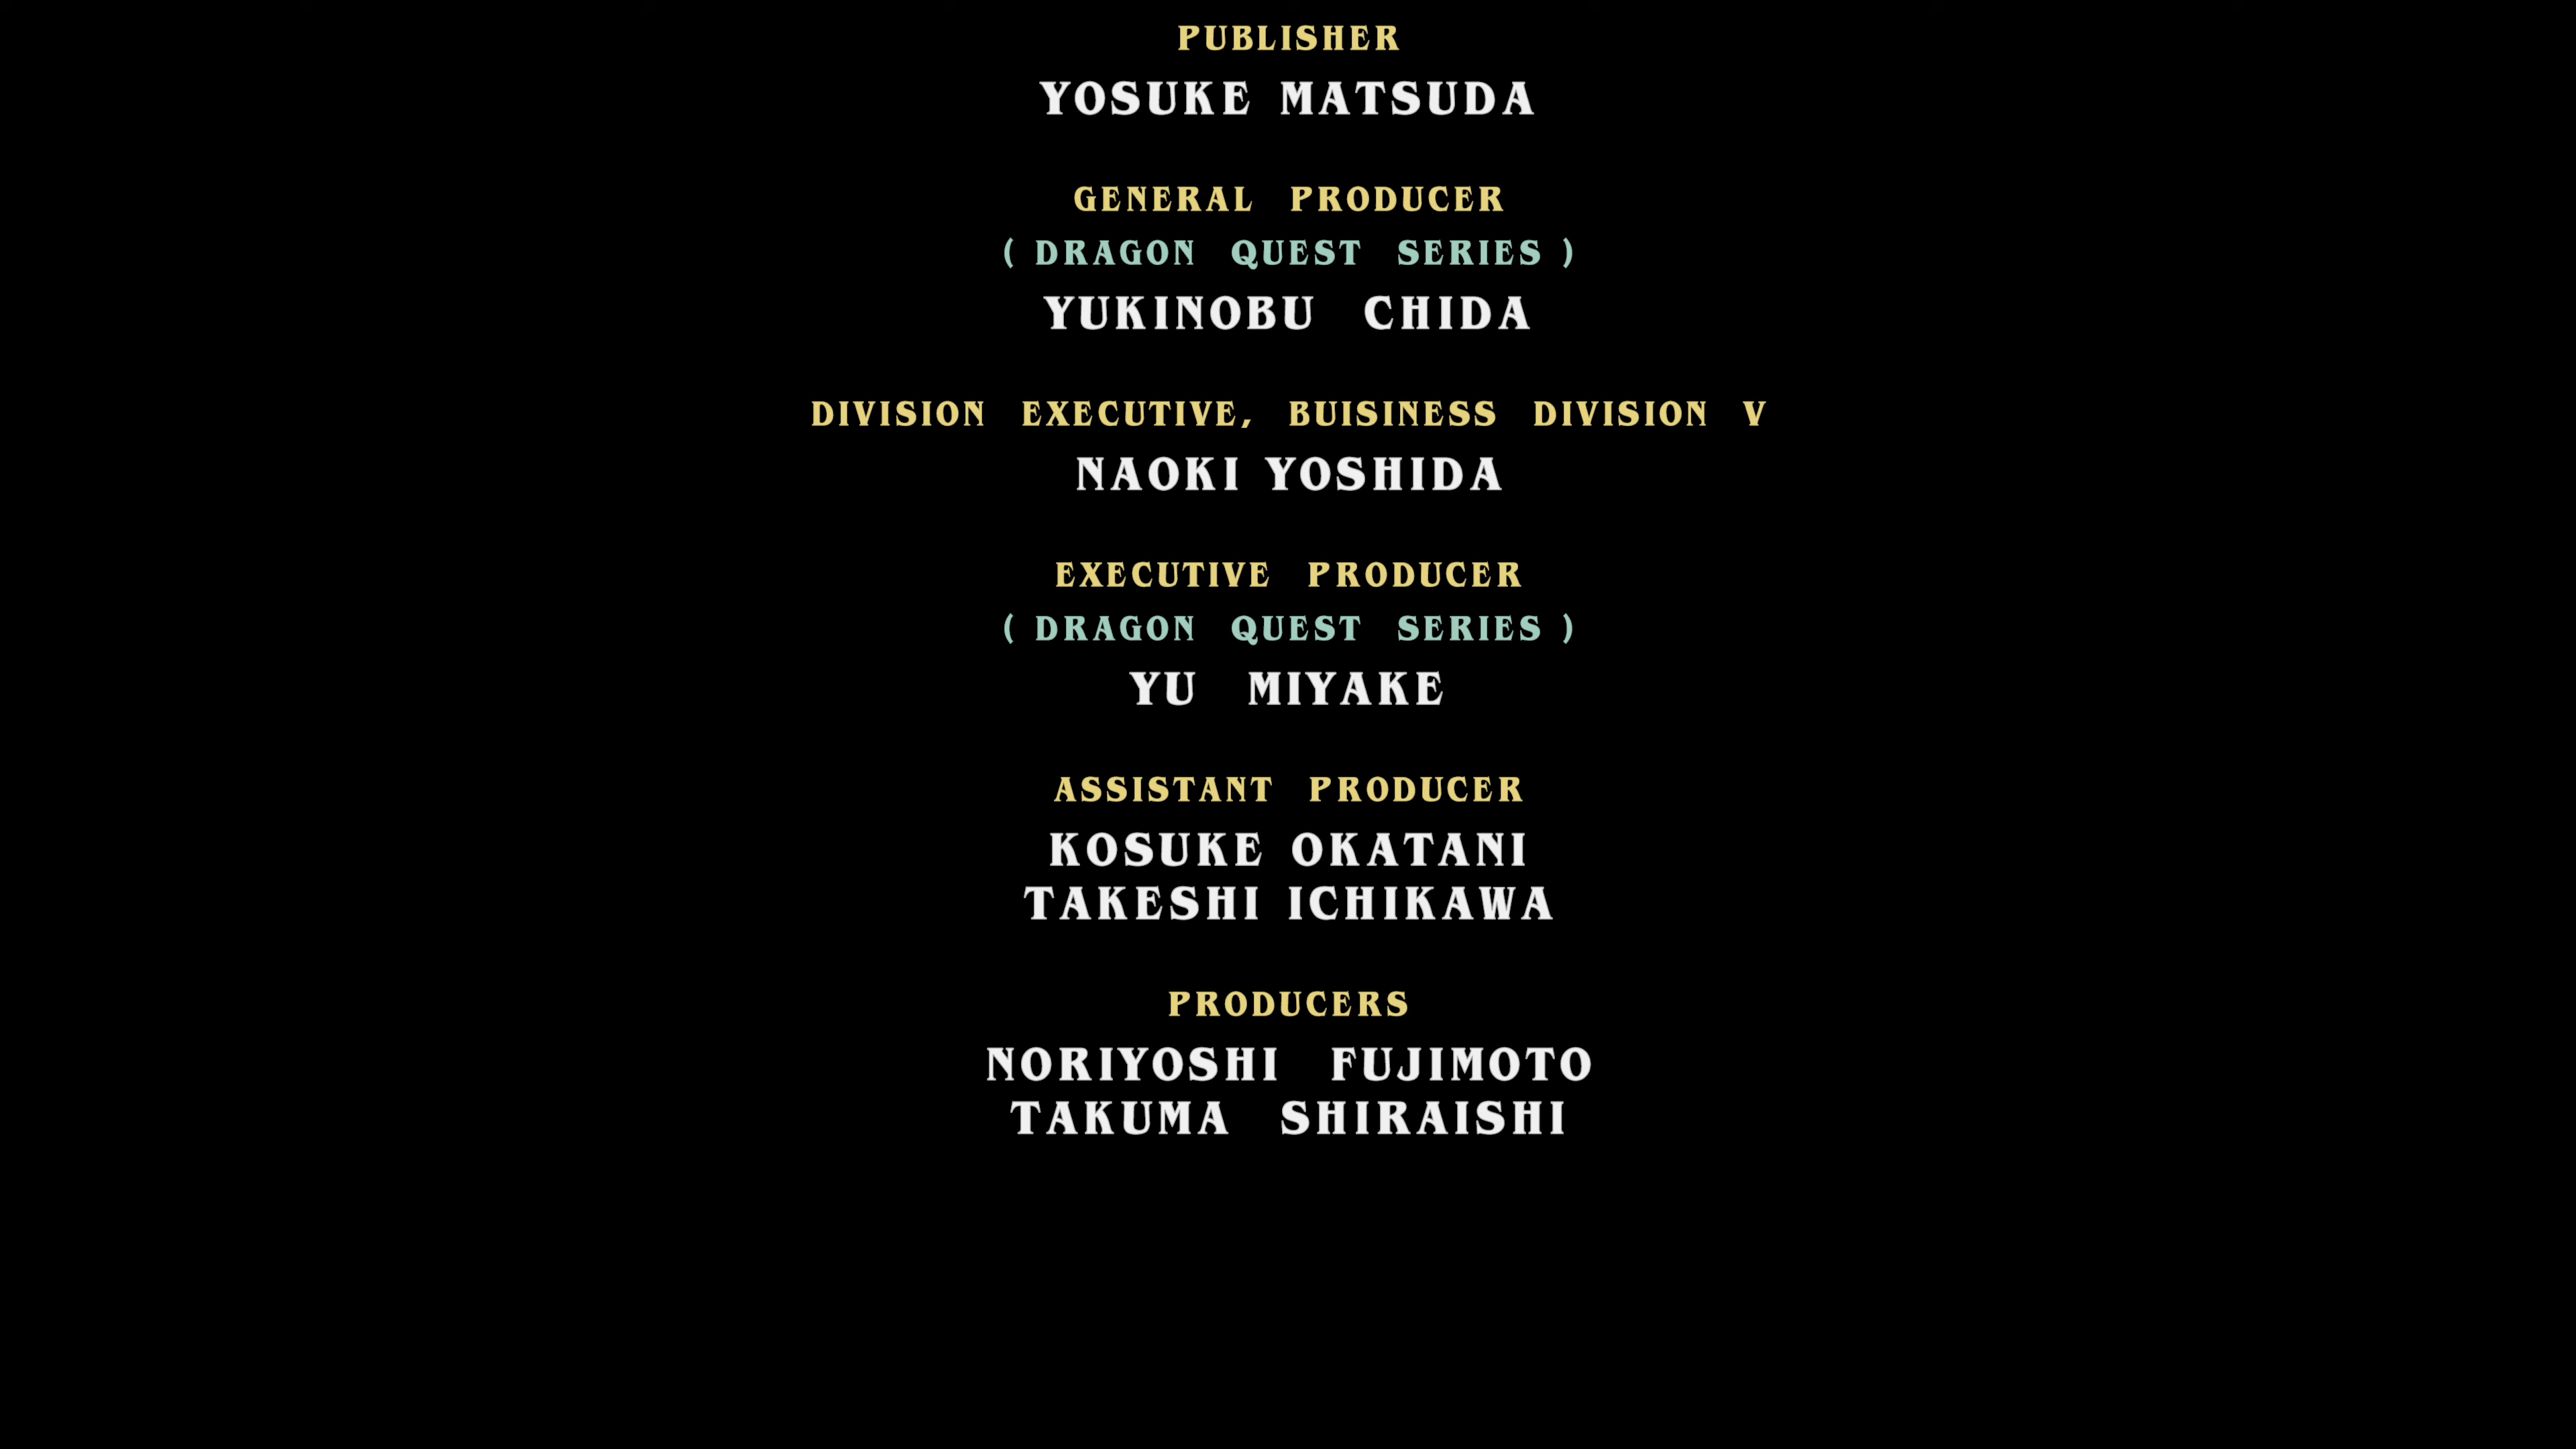 PUBLISHER
YOSUKE MATSUDA
GENERAL PRODUCER
( DRAGON QUEST SERIES )
YUKINOBU CHIDA
DIVISION EXECUTIVE, BUISINESS DIVISION V
NAOKI YOSHIDA
EXECUTIVE PRODUCER
( DRAGON QUEST SERIES )
YU MIYAKE
ASSISTANT PRODUCER
KOSUKE OKATANI
TAKESHI ICHIKAWA
PRODUCERS
NORIYOSHI FUJIMOTO
TAKUMA SHIRAISHI